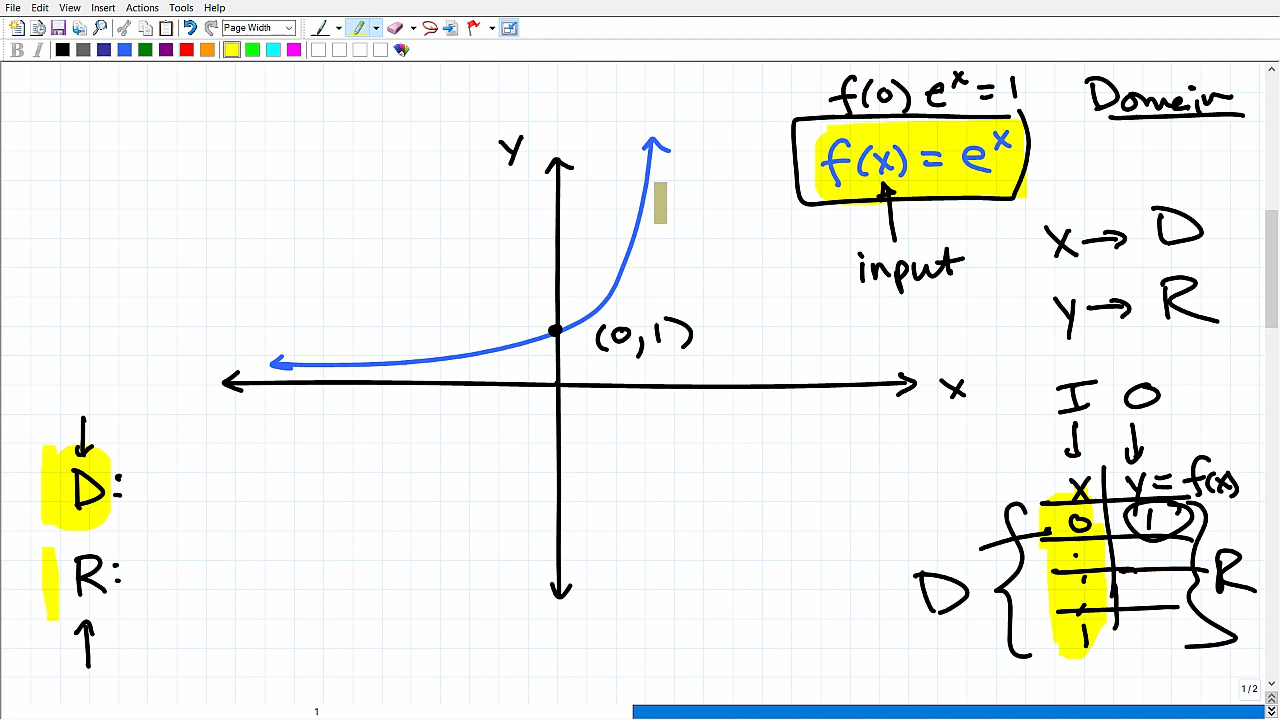 File Edit View Insert Actions Tools Help
Page Width
B I
f(0) e^x = 1
Domain
f(x) = e^x
input
x → D
y → R
y
(0,1)
x
I O
x y = f(x)
0 1
1
D R
D:
R:
1/2
1